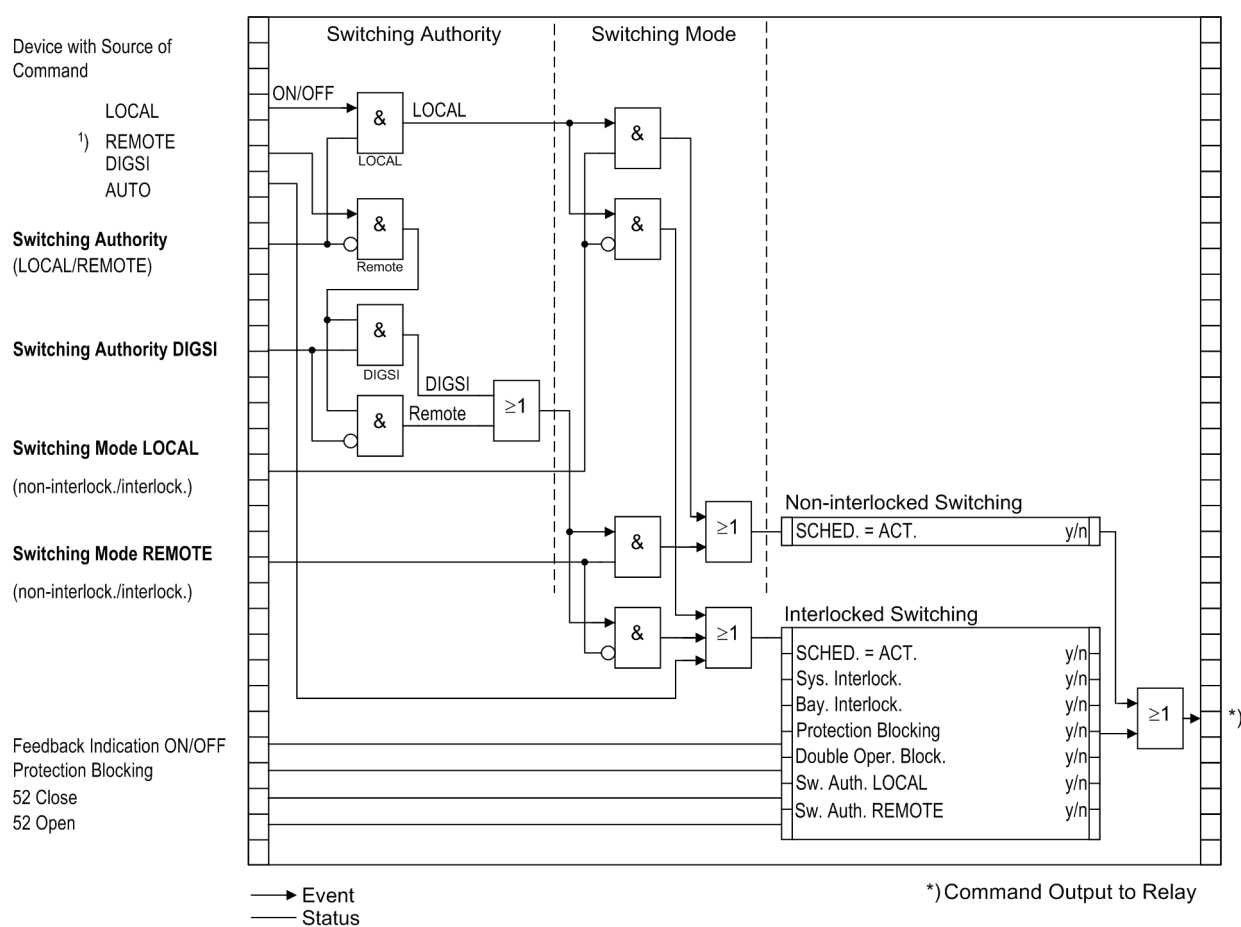 Switching Authority
Switching Mode
Device with Source of
Command
LOCAL
1) REMOTE
DIGSI
AUTO
Switching Authority
(LOCAL/REMOTE)
Switching Authority DIGSI
Switching Mode LOCAL
(non-interlock./interlock.)
Switching Mode REMOTE
(non-interlock./interlock.)
Feedback Indication ON/OFF
Protection Blocking
52 Close
52 Open
ON/OFF
&
LOCAL
LOCAL
&
Remote
&
DIGSI
DIGSI
&
Remote
≥1
&
&
&
≥1
&
≥1
Non-interlocked Switching
SCHED. = ACT. y/n
Interlocked Switching
SCHED. = ACT. y/n
Sys. Interlock. y/n
Bay. Interlock. y/n
Protection Blocking y/n
Double Oper. Block. y/n
Sw. Auth. LOCAL y/n
Sw. Auth. REMOTE y/n
≥1
*)
Event
Status
*) Command Output to Relay